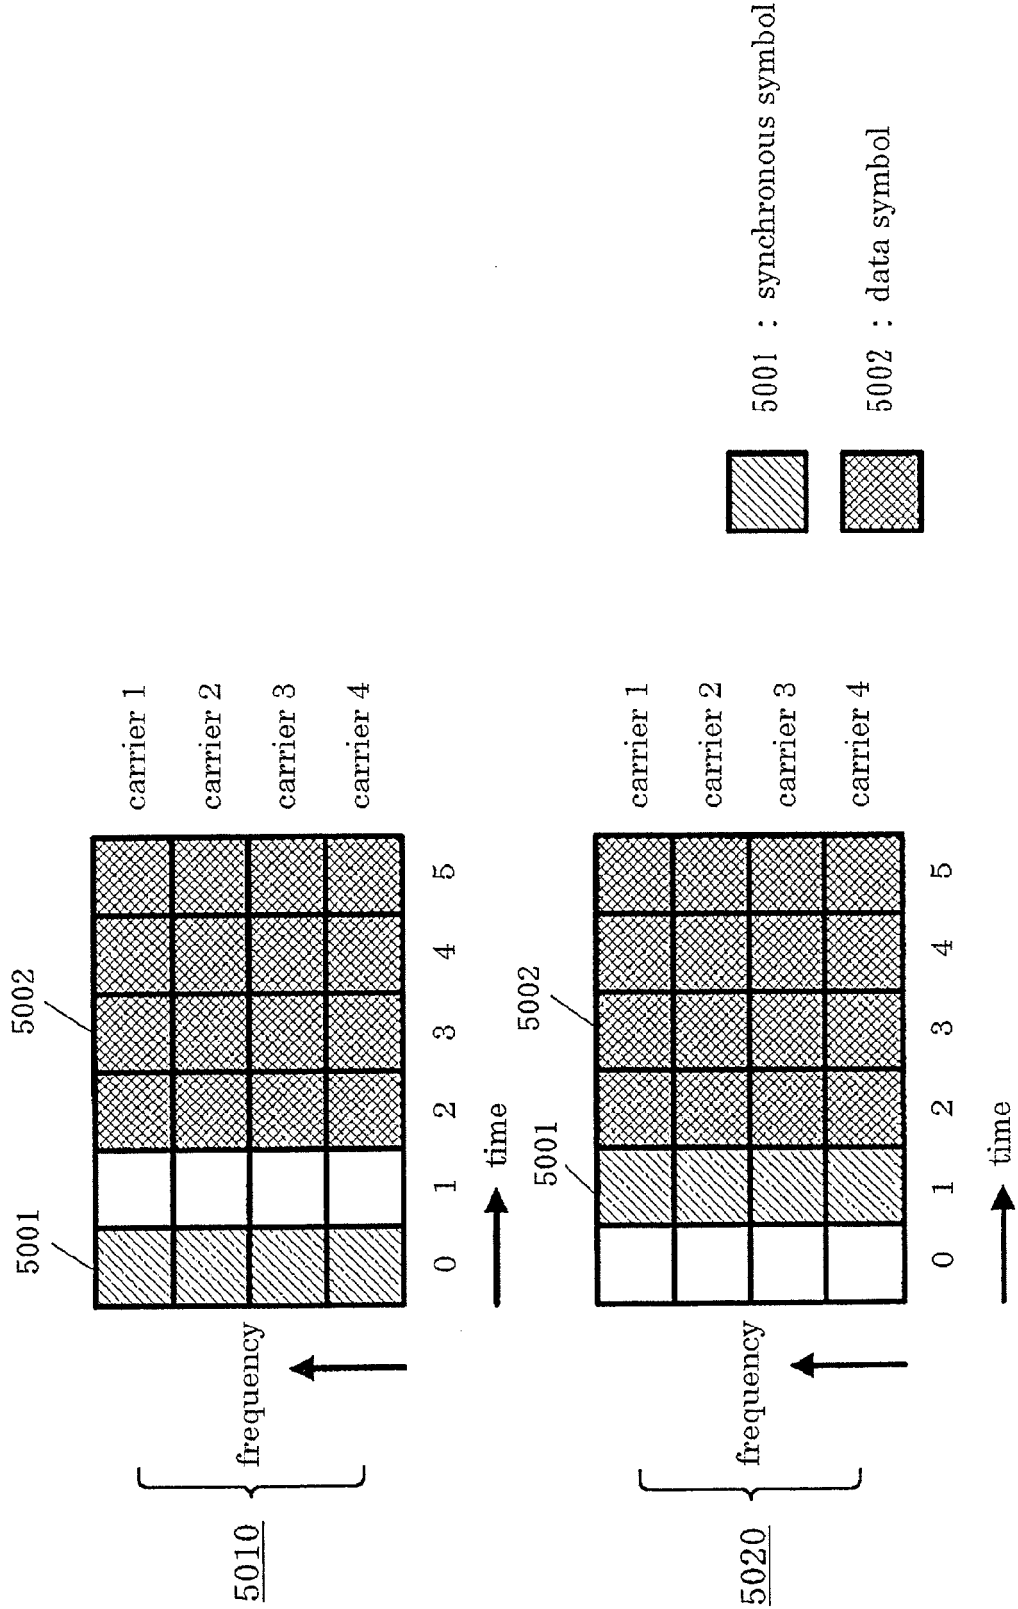 5010
frequency
5001
5002
carrier 1
carrier 2
carrier 3
carrier 4
0 1 2 3 4 5
time
5020
frequency
5001
5002
carrier 1
carrier 2
carrier 3
carrier 4
0 1 2 3 4 5
time
5001 : synchronous symbol
5002 : data symbol